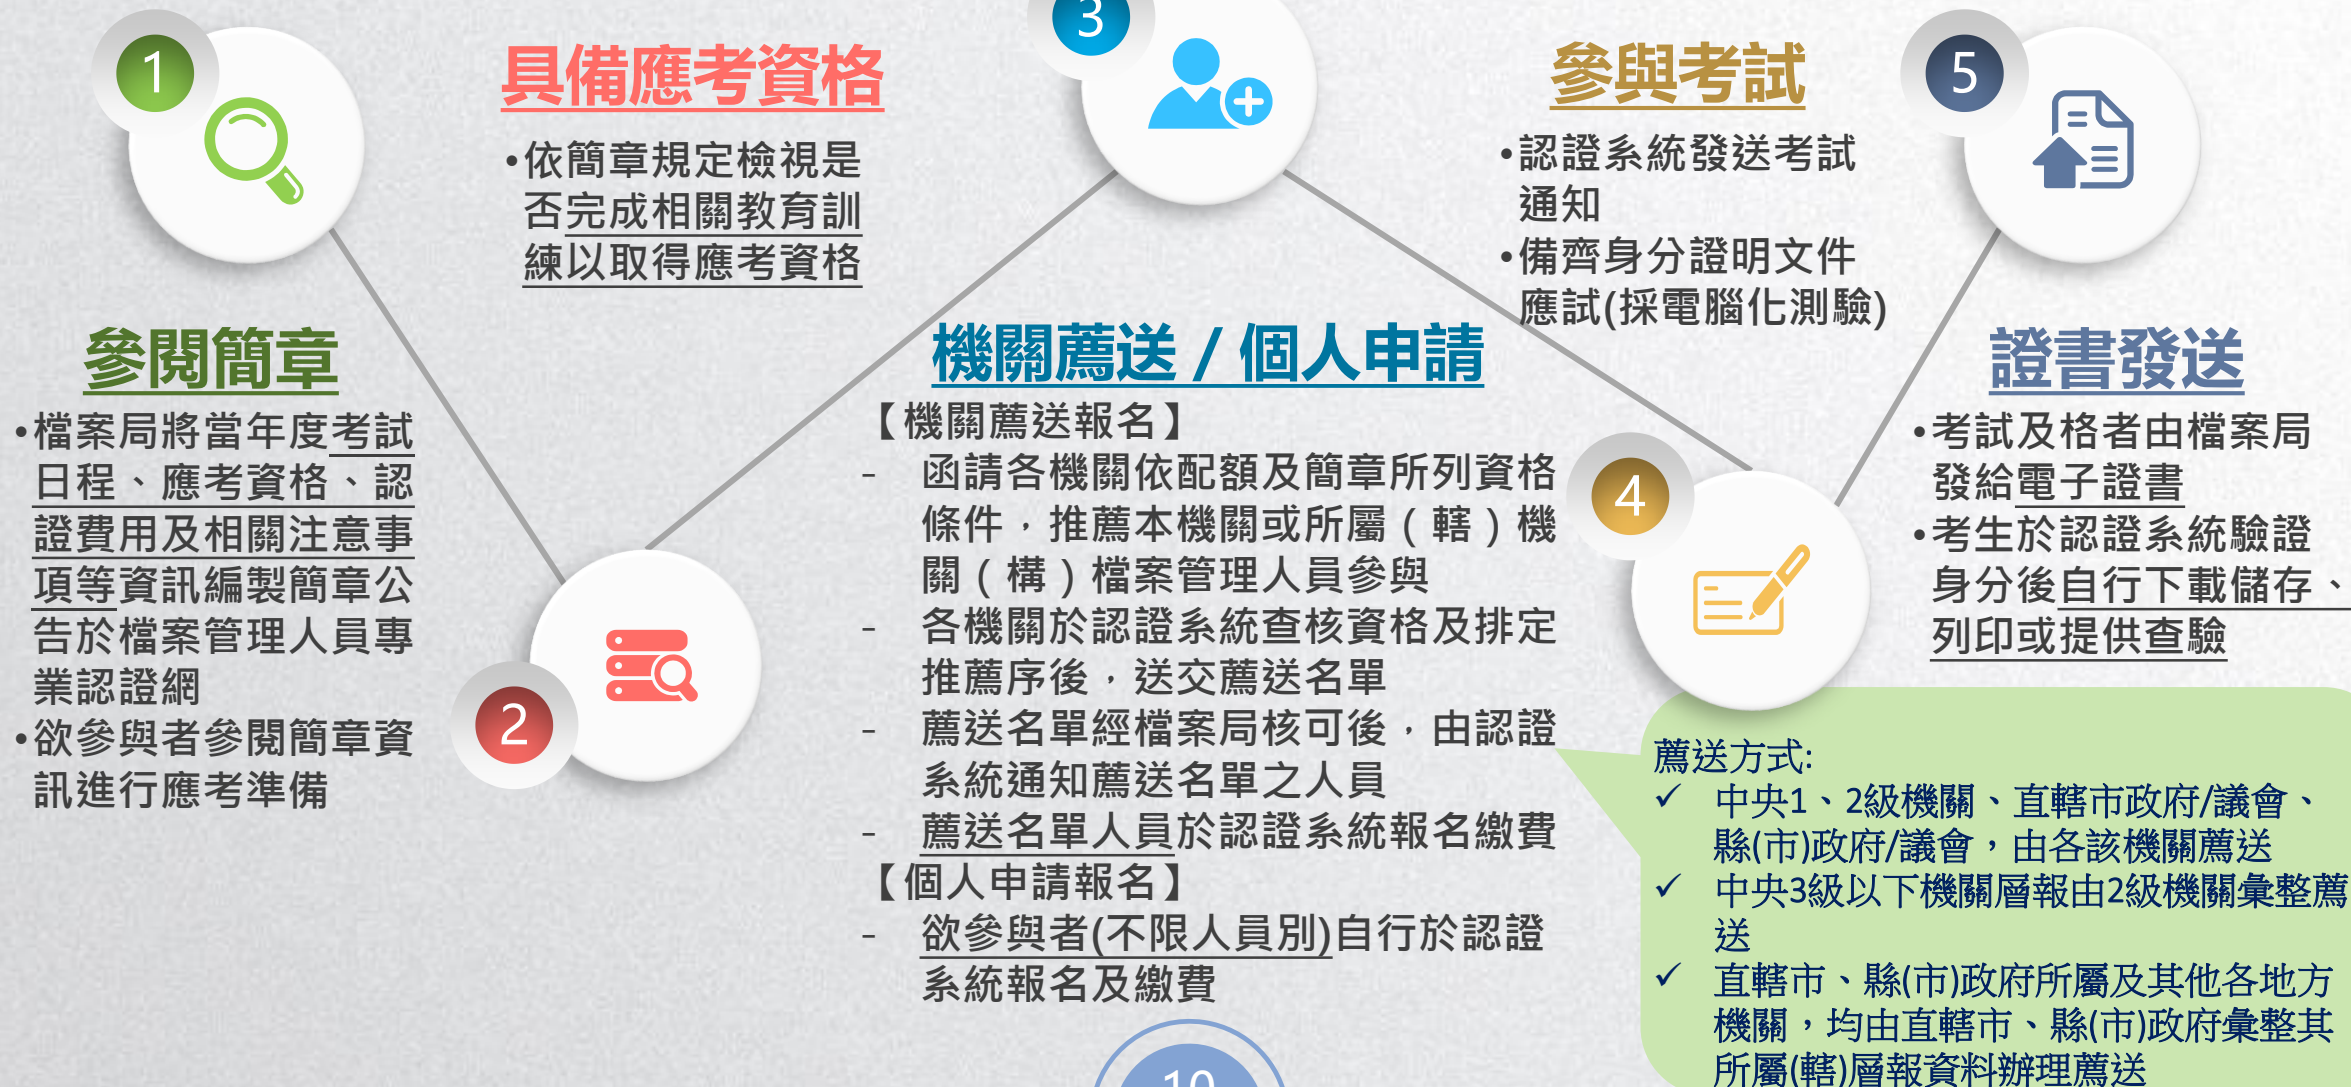 1
參閱簡章
•檔案局將當年度考試
日程、應考資格、認
證費用及相關注意事
項等資訊編製簡章公
告於檔案管理人員專
業認證網
•欲參與者參閱簡章資
訊進行應考準備
2
具備應考資格
•依簡章規定檢視是
否完成相關教育訓
練以取得應考資格
3
機關薦送 / 個人申請
【機關薦送報名】
- 函請各機關依配額及簡章所列資格
條件，推薦本機關或所屬（轄）機
關（構）檔案管理人員參與
- 各機關於認證系統查核資格及排定
推薦序後，送交薦送名單
- 薦送名單經檔案局核可後，由認證
系統通知薦送名單之人員
- 薦送名單人員於認證系統報名繳費
【個人申請報名】
- 欲參與者(不限人員別)自行於認證
系統報名及繳費
4
參與考試
•認證系統發送考試
通知
•備齊身分證明文件
應試(採電腦化測驗)
5
證書發送
•考試及格者由檔案局
發給電子證書
•考生於認證系統驗證
身分後自行下載儲存、
列印或提供查驗
薦送方式:
✓ 中央1、2級機關、直轄市政府/議會、
縣(市)政府/議會，由各該機關薦送
✓ 中央3級以下機關層報由2級機關彙整薦
送
✓ 直轄市、縣(市)政府所屬及其他各地方
機關，均由直轄市、縣(市)政府彙整其
所屬(轄)層報資料辦理薦送
10